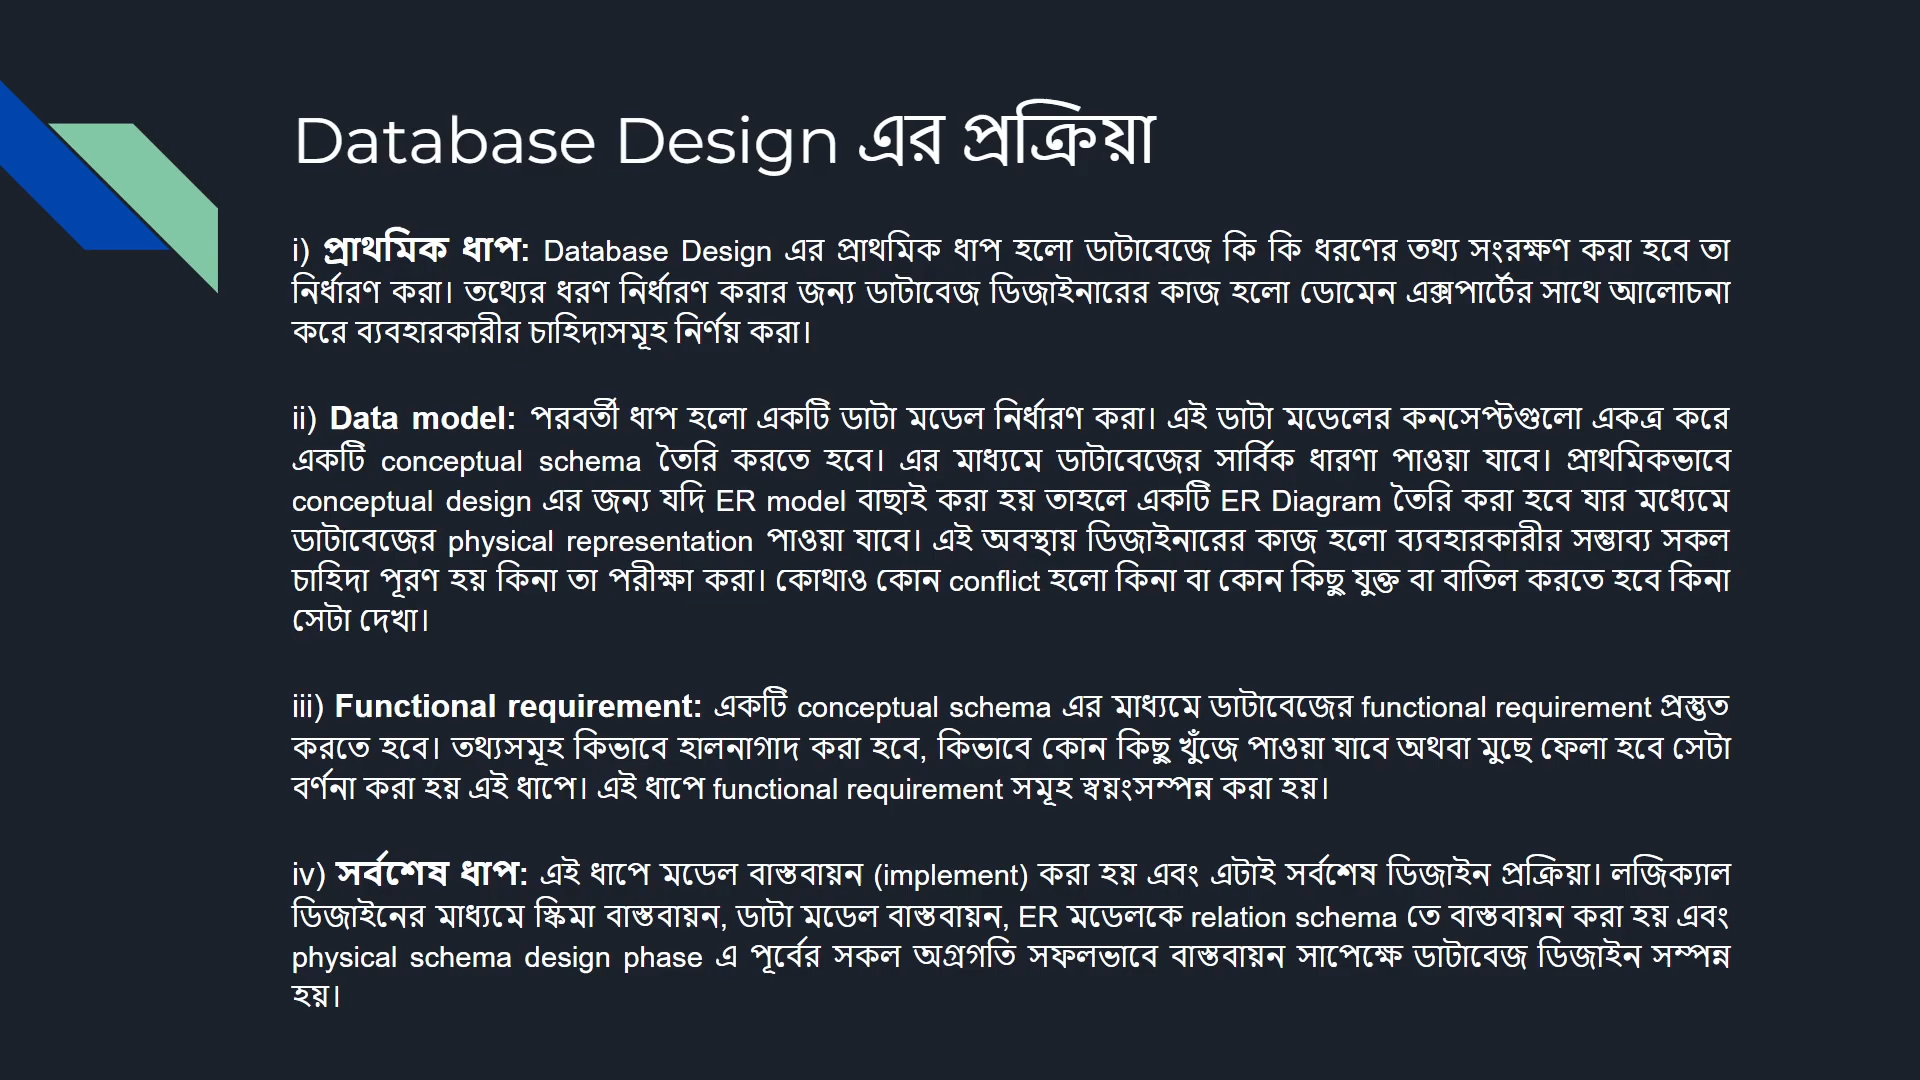 Database Design এর প্রক্রিয়া
i) প্রাথমিক ধাপ: Database Design এর প্রাথমিক ধাপ হলো ডাটাবেজে কি কি ধরণের তথ্য সংরক্ষণ করা হবে তা
নির্ধারণ করা। তথ্যের ধরণ নির্ধারণ করার জন্য ডাটাবেজ ডিজাইনারের কাজ হলো ডোমেন এক্সপার্টের সাথে আলোচনা
করে ব্যবহারকারীর চাহিদাসমূহ নির্ণয় করা।
ii) Data model: পরবর্তী ধাপ হলো একটি ডাটা মডেল নির্ধারণ করা। এই ডাটা মডেলের কনসেপ্টগুলো একত্র করে
একটি conceptual schema তৈরি করতে হবে। এর মাধ্যমে ডাটাবেজের সার্বিক ধারণা পাওয়া যাবে। প্রাথমিকভাবে
conceptual design এর জন্য যদি ER model বাছাই করা হয় তাহলে একটি ER Diagram তৈরি করা হবে যার মধ্যেমে
ডাটাবেজের physical representation পাওয়া যাবে। এই অবস্থায় ডিজাইনারের কাজ হলো ব্যবহারকারীর সম্ভাব্য সকল
চাহিদা পূরণ হয় কিনা তা পরীক্ষা করা। কোথাও কোন conflict হলো কিনা বা কোন কিছু যুক্ত বা বাতিল করতে হবে কিনা
সেটা দেখা।
iii) Functional requirement: একটি conceptual schema এর মাধ্যমে ডাটাবেজের functional requirement প্রস্তুত
করতে হবে। তথ্যসমূহ কিভাবে হালনাগাদ করা হবে, কিভাবে কোন কিছু খুঁজে পাওয়া যাবে অথবা মুছে ফেলা হবে সেটা
বর্ণনা করা হয় এই ধাপে। এই ধাপে functional requirement সমূহ স্বয়ংসম্পন্ন করা হয়।
iv) সর্বশেষ ধাপ: এই ধাপে মডেল বাস্তবায়ন (implement) করা হয় এবং এটাই সর্বশেষ ডিজাইন প্রক্রিয়া। লজিক্যাল
ডিজাইনের মাধ্যমে স্কিমা বাস্তবায়ন, ডাটা মডেল বাস্তবায়ন, ER মডেলকে relation schema তে বাস্তবায়ন করা হয় এবং
physical schema design phase এ পূর্বের সকল অগ্রগতি সফলভাবে বাস্তবায়ন সাপেক্ষে ডাটাবেজ ডিজাইন সম্পন্ন
হয়।